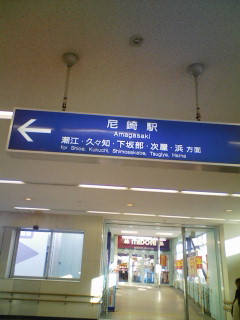 尼崎駅
Amagasaki
潮江・久々知・下坂部・次屋・浜 方面
for Shioe, Kukuchi, Shimosakabe, Tsugiya, Hama
midori